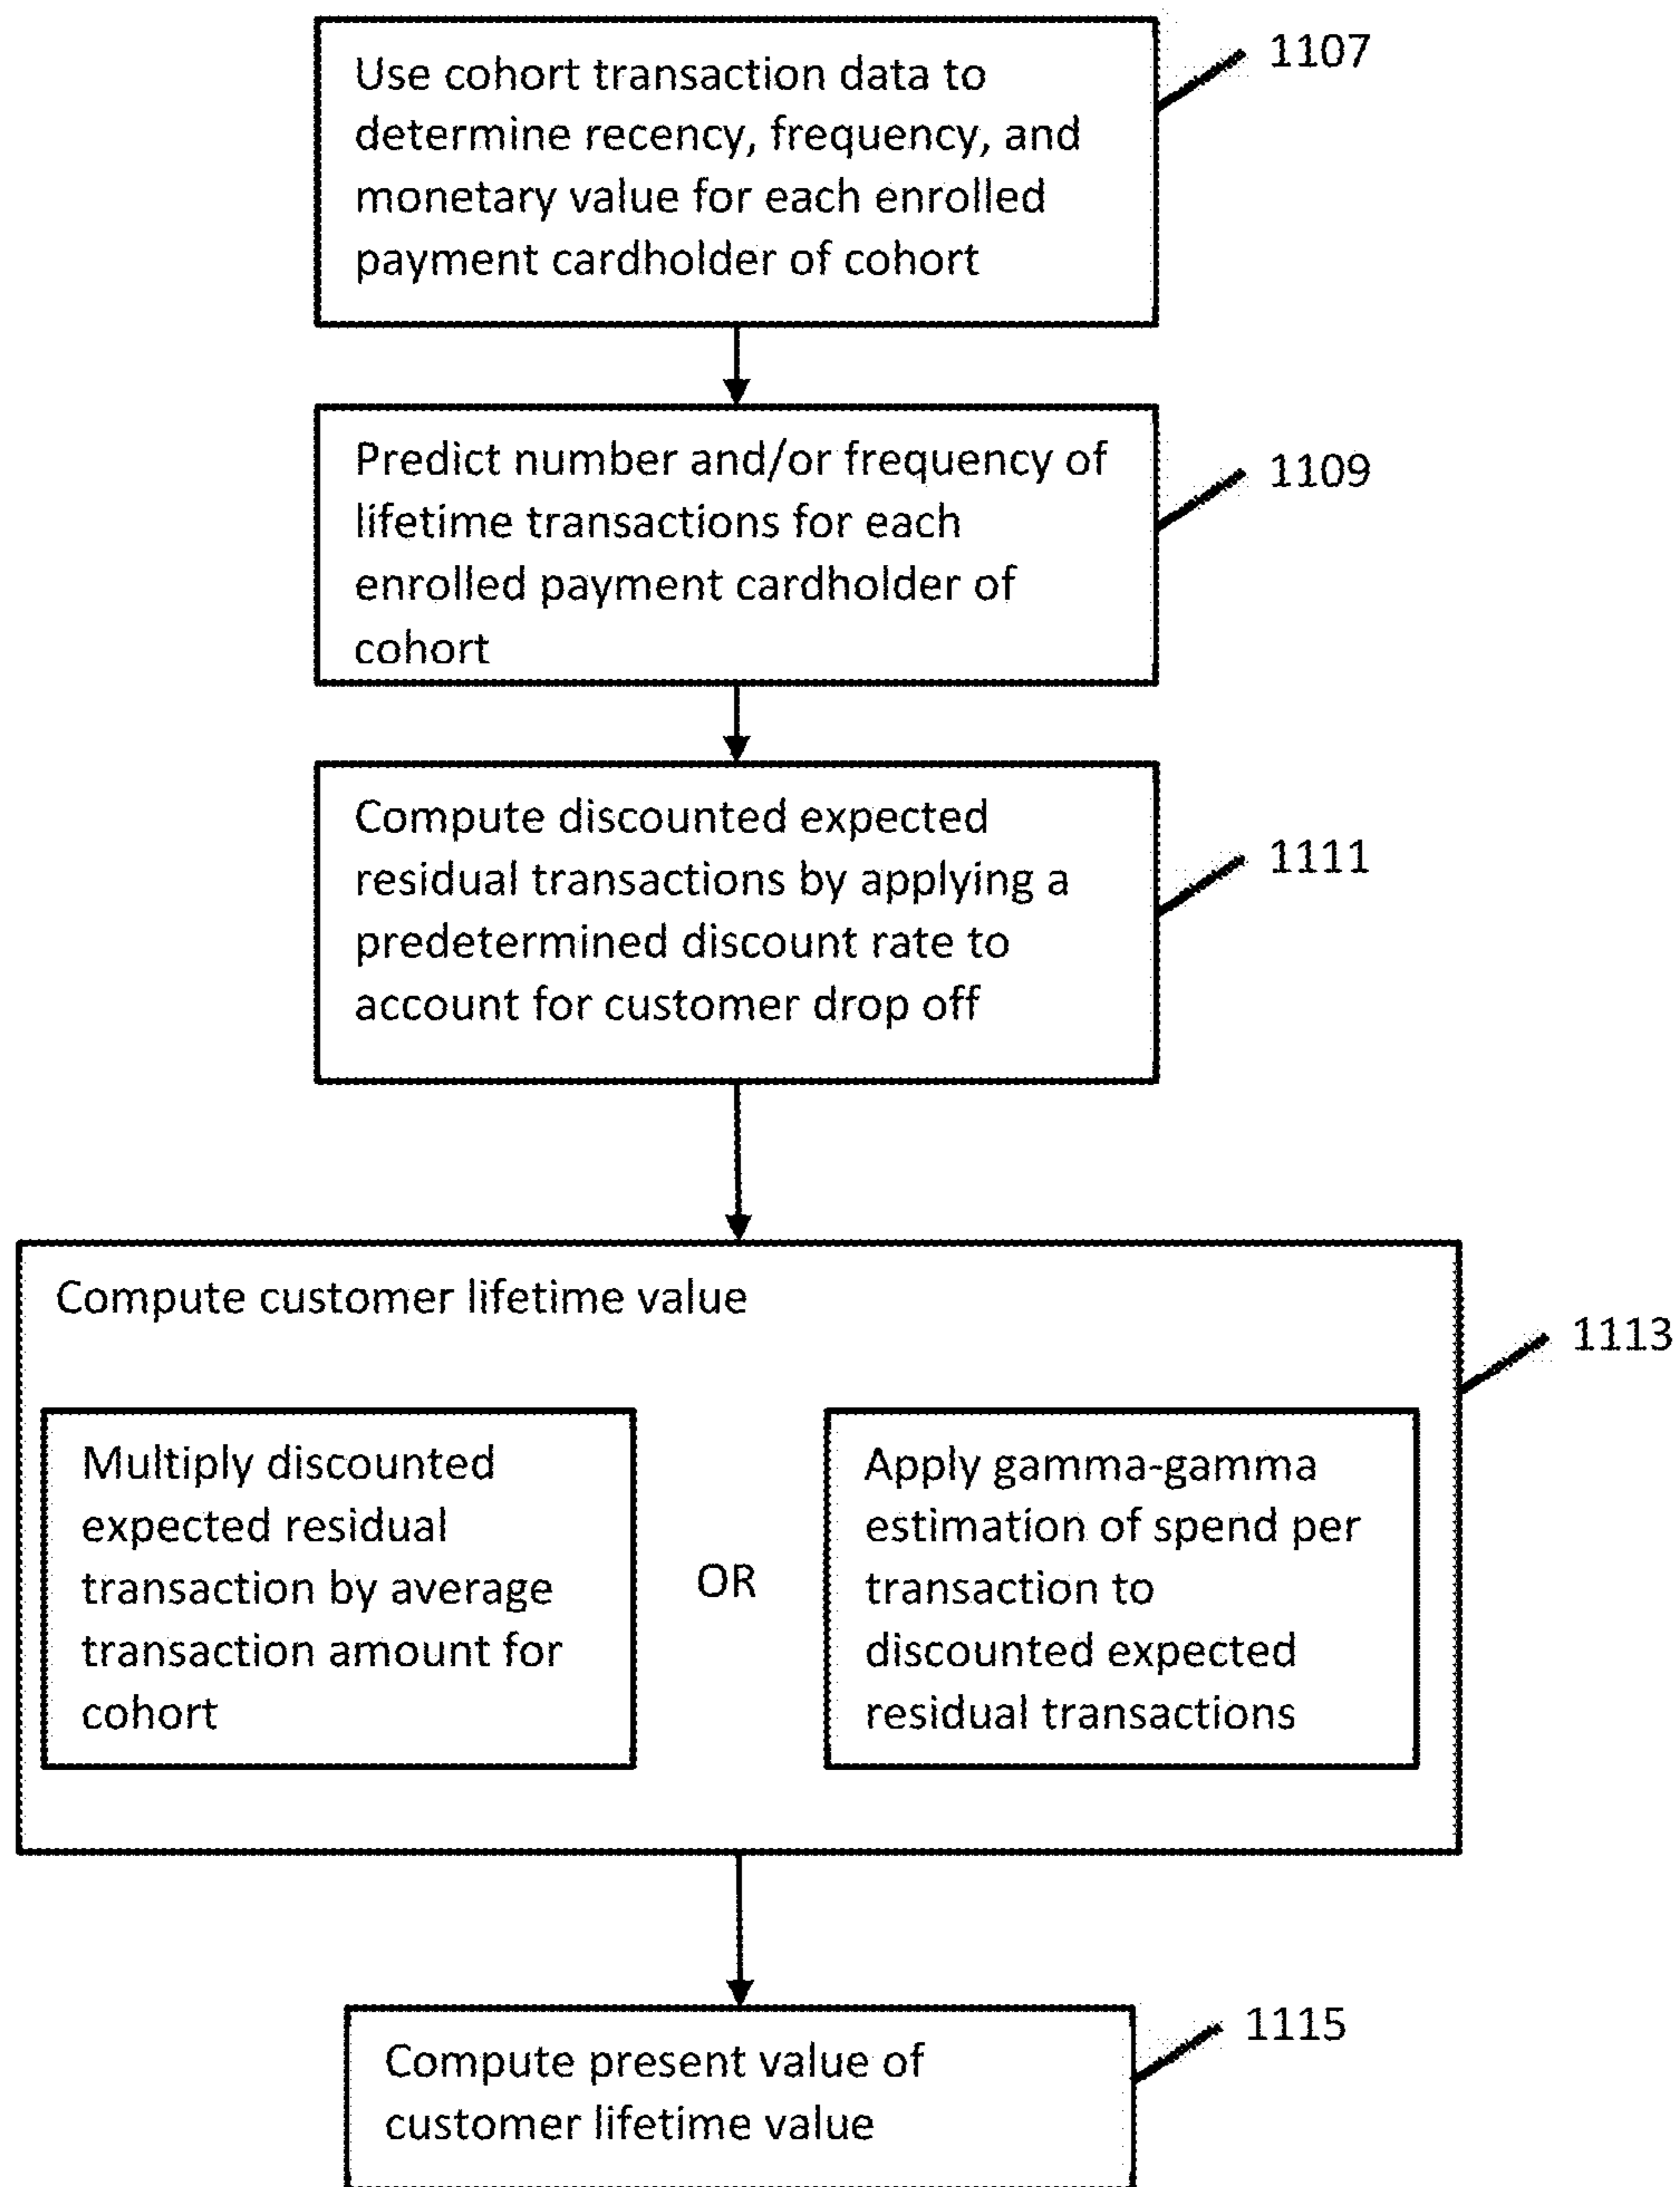 Use cohort transaction data to
determine recency, frequency, and
monetary value for each enrolled
payment cardholder of cohort
1107
Predict number and/or frequency of
lifetime transactions for each
enrolled payment cardholder of
cohort
1109
Compute discounted expected
residual transactions by applying a
predetermined discount rate to
account for customer drop off
1111
Compute customer lifetime value
1113
Multiply discounted
expected residual
transaction by average
transaction amount for
cohort
OR
Apply gamma-gamma
estimation of spend per
transaction to
discounted expected
residual transactions
Compute present value of
customer lifetime value
1115